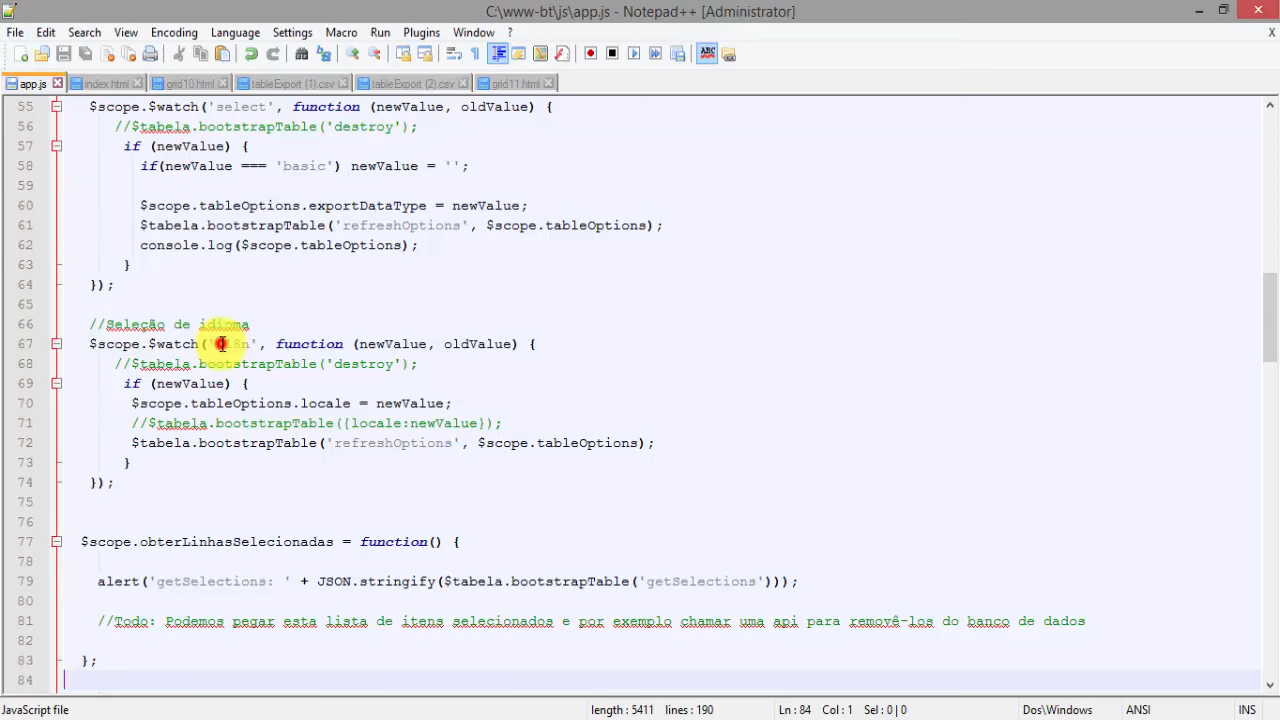 C:\www-bt\js\app.js - Notepad++ [Administrator]
File Edit Search View Encoding Language Settings Macro Run Plugins Window ? X
app.js index.html grid10.html tableExport (1).csv tableExport (2).csv grid11.html
55 $scope.$watch('select', function (newValue, oldValue) {
56 //$tabela.bootstrapTable('destroy');
57 if (newValue) {
58 if(newValue === 'basic') newValue = '';
59
60 $scope.tableOptions.exportDataType = newValue;
61 $tabela.bootstrapTable('refreshOptions', $scope.tableOptions);
62 console.log($scope.tableOptions);
63 }
64 });
65
66 //Seleção de idioma
67 $scope.$watch( function (newValue, oldValue) {
68 //$tabela.bootstrapTable('destroy');
69 if (newValue) {
70 $scope.tableOptions.locale = newValue;
71 //$tabela.bootstrapTable({locale:newValue});
72 $tabela.bootstrapTable('refreshOptions', $scope.tableOptions);
73 }
74 });
75
76
77 $scope.obterLinhasSelecionadas = function() {
78
79 alert('getSelections: ' + JSON.stringify($tabela.bootstrapTable('getSelections')));
80
81 //Todo: Podemos pegar esta lista de itens selecionados e por exemplo chamar uma api para removê-los do banco de dados
82
83 };
84
JavaScript file length : 5411 lines : 190 Ln : 84 Col : 1 Sel : 0 | 0 Dos\Windows ANSI INS